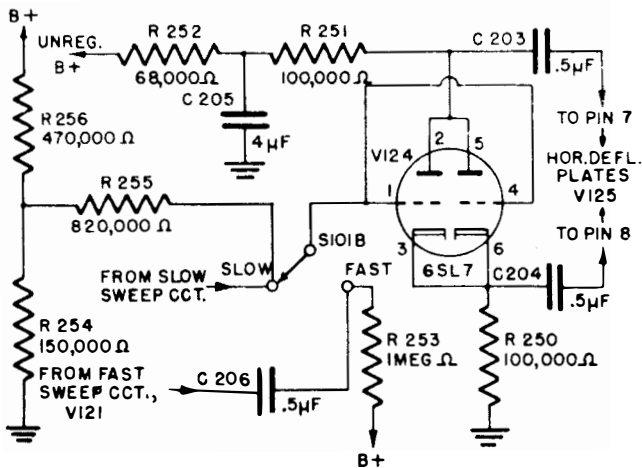 B+
UNREG.
B+
R 252
68,000Ω
R 251
100,000Ω
C 203
.5µF
C 205
4µF
R 256
470,000Ω
V124
2
5
1
4
3
6
6SL7
TO PIN 7
HOR. DEFL.
PLATES
V125
TO PIN 8
R 255
820,000Ω
S101B
SLOW
FAST
FROM SLOW
SWEEP CCT.
C 204
.5µF
R 254
150,000Ω
R 253
1MEG Ω
R 250
100,000Ω
FROM FAST
SWEEP CCT.,
V121
C 206
.5µF
B+